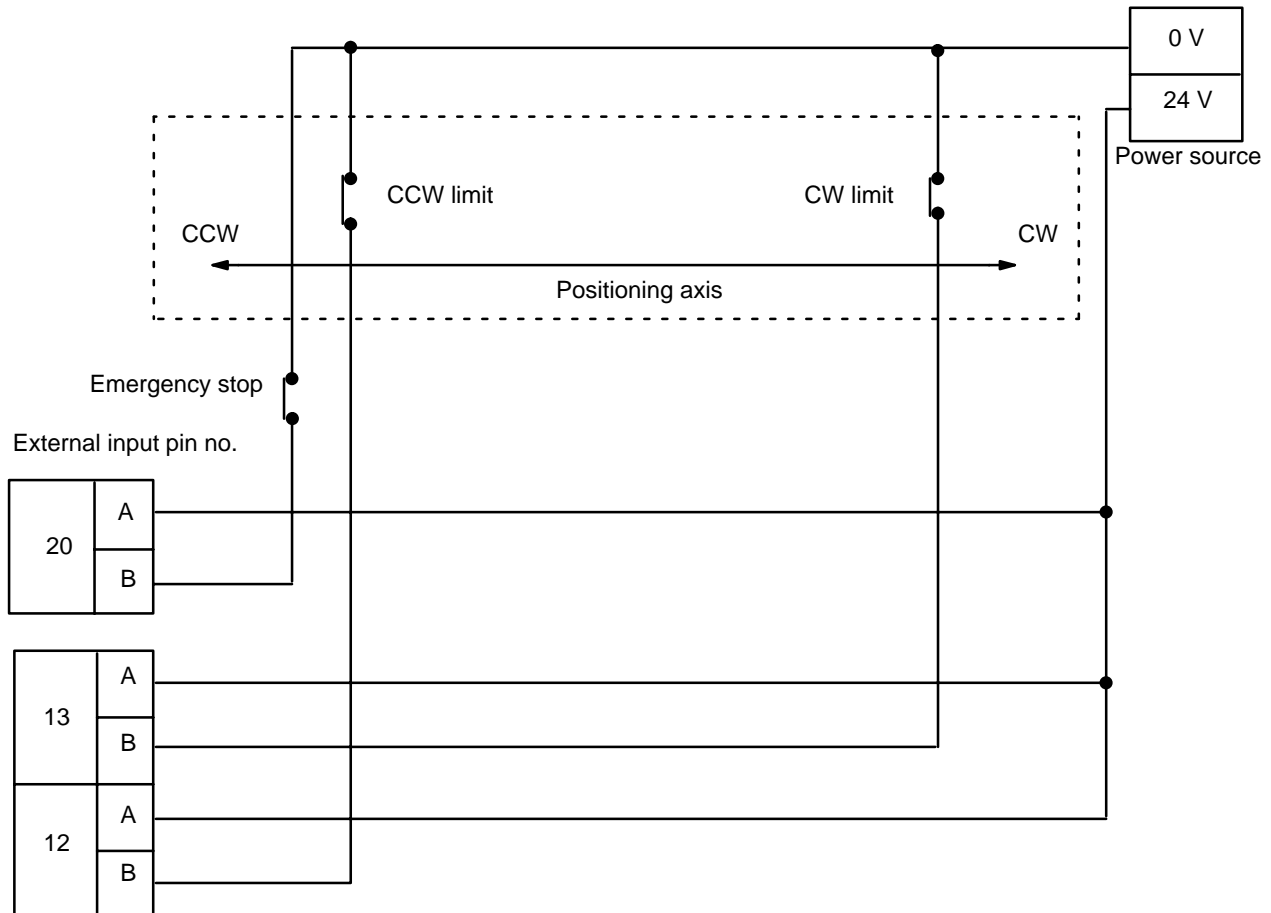 0 V
24 V
Power source
CCW limit
CW limit
CCW
CW
Positioning axis
Emergency stop
External input pin no.
20
A
B
13
A
B
12
A
B